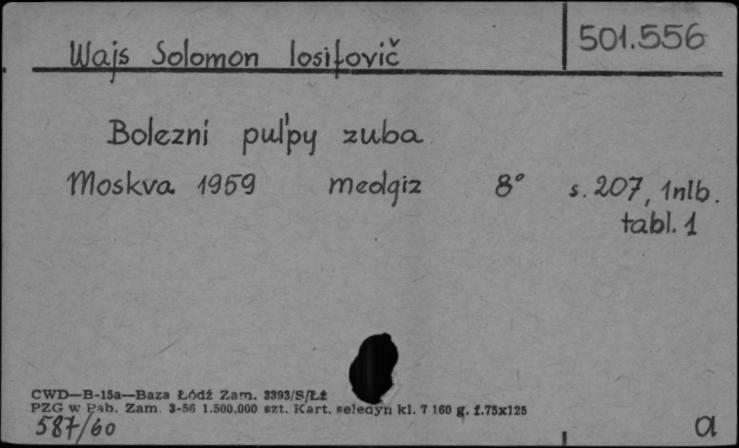 501.556
Wajs Solomon Iosifovič
Bolezni pul'py zuba
Moskva 1959 medgiz 8° s. 207, 1nlb.
tabl. 1
CWD—B-15a—Baza Łódź Zam. 3393/S/Łż
PZG w Pab. Zam. 3-56 1.500.000 szt. Kart. seledyn kl. 7 160 g. f.75x125
587/60
a